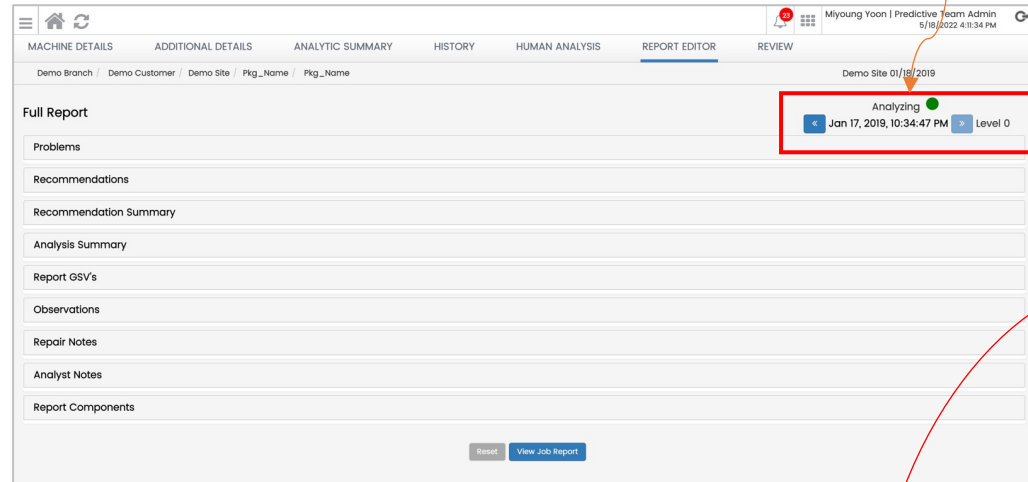 23
Miyoung Yoon | Predictive Team Admin
5/18/2022 4:11:34 PM
MACHINE DETAILS ADDITIONAL DETAILS ANALYTIC SUMMARY HISTORY HUMAN ANALYSIS REPORT EDITOR REVIEW
Demo Branch / Demo Customer / Demo Site / Pkg_Name / Pkg_Name Demo Site 01/18/2019
Full Report
Analyzing
« Jan 17, 2019, 10:34:47 PM » Level 0
Problems
Recommendations
Recommendation Summary
Analysis Summary
Report GSV's
Observations
Repair Notes
Analyst Notes
Report Components
Reset View Job Report